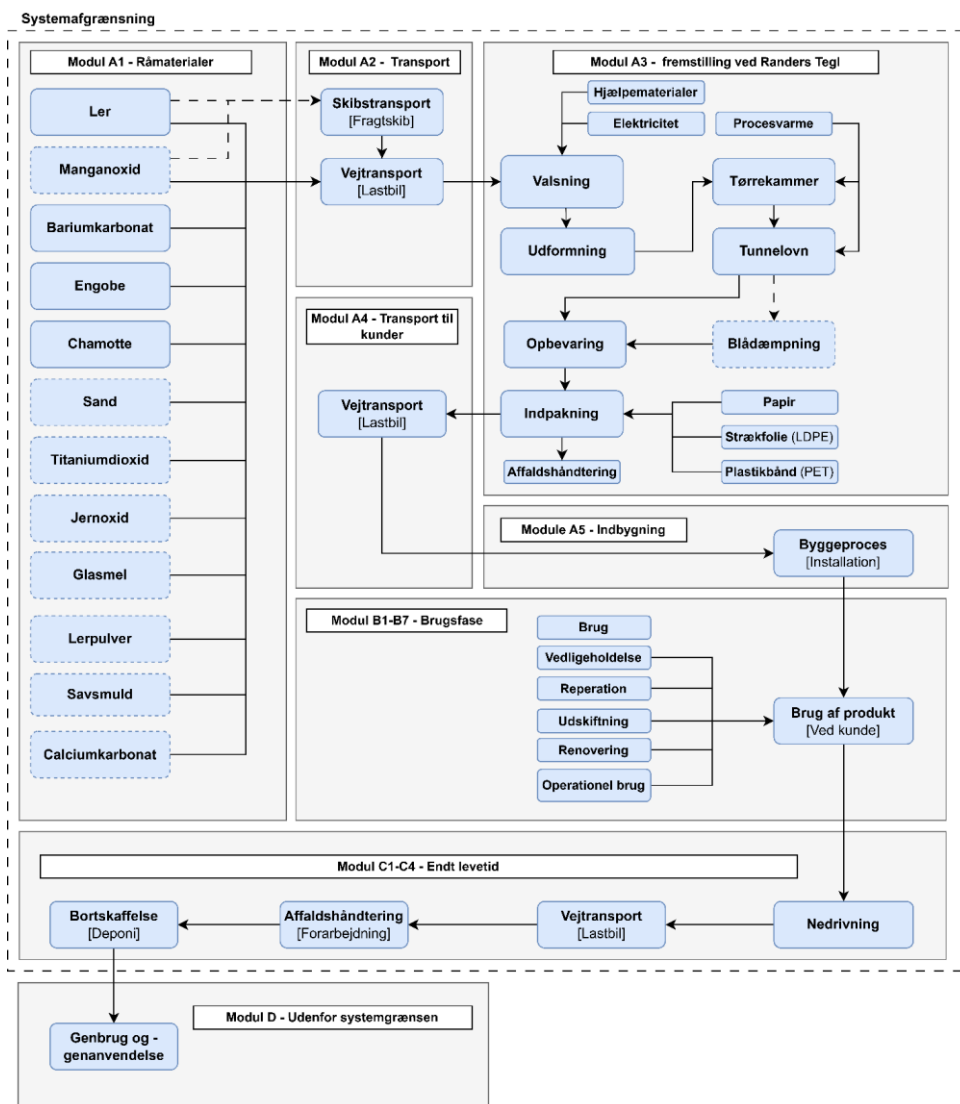 Systemafgrænsning
Modul A1 - Råmaterialer
Ler
Manganoxid
Bariumkarbonat
Engobe
Chamotte
Sand
Titaniumdioxid
Jernoxid
Glasmel
Lerpulver
Savsmuld
Calciumkarbonat
Modul A2 - Transport
Skibstransport
[Fragtskib]
Vejtransport
[Lastbil]
Modul A3 - fremstilling ved Randers Tegl
Hjælpematerialer
Elektricitet
Procesvarme
Valsning
Tørrekammer
Udformning
Tunnelovn
Opbevaring
Blådæmpning
Indpakning
Papir
Strækfolie (LDPE)
Affaldshåndtering
Plastikbånd (PET)
Modul A4 - Transport til
kunder
Vejtransport
[Lastbil]
Module A5 - Indbygning
Byggeproces
[Installation]
Modul B1-B7 - Brugsfase
Brug
Vedligeholdelse
Reperation
Udskiftning
Renovering
Operationel brug
Brug af produkt
[Ved kunde]
Modul C1-C4 - Endt levetid
Bortskaffelse
[Deponi]
Affaldshåndtering
[Forarbejdning]
Vejtransport
[Lastbil]
Nedrivning
Modul D - Udenfor systemgrænsen
Genbrug og -
genanvendelse